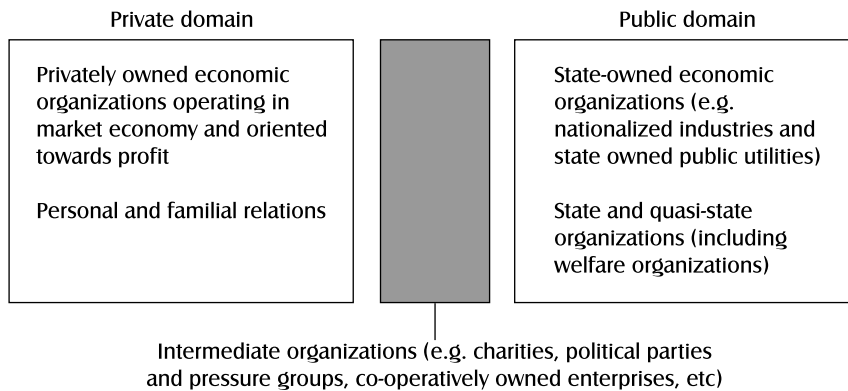 Private domain
Public domain
Privately owned economic
organizations operating in
market economy and oriented
towards profit
Personal and familial relations
State-owned economic
organizations (e.g.
nationalized industries and
state owned public utilities)
State and quasi-state
organizations (including
welfare organizations)
Intermediate organizations (e.g. charities, political parties
and pressure groups, co-operatively owned enterprises, etc)